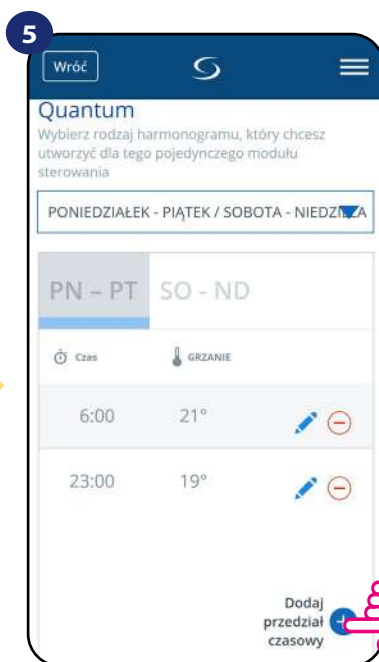 5
Wróć
Quantum
Wybierz rodzaj harmonogramu, który chcesz
utworzyć dla tego pojedynczego modułu
sterowania
PONIEDZIAŁEK - PIĄTEK / SOBOTA - NIEDZIELA
PN – PT SO - ND
Czas GRZANIE
6:00 21°
23:00 19°
Dodaj
przedział
czasowy